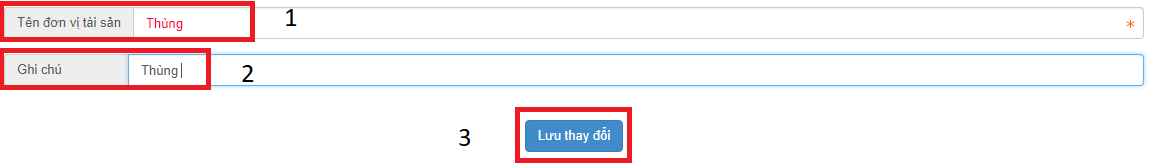 Tên đơn vị tài sản Thùng 1 *
Ghi chú Thùng 2
3 Lưu thay đổi